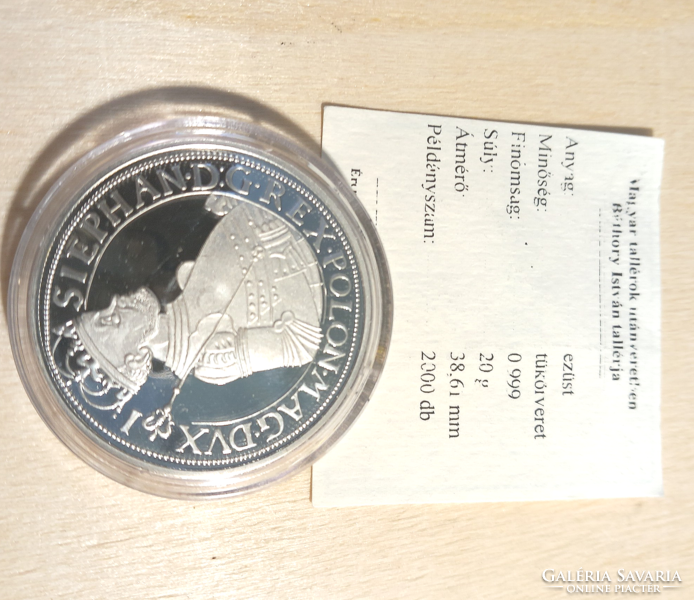 SIEPHAN·D·G·REX·POLON·MAG·DVX L
Magyar tallérok utánveretben
Báthory István tallérja
Anyag: ezüst
Minőség: tükörveret
Finomság: 0 999
Súly: 20 g
Átmérő: 38,61 mm
Példányszám: 2000 db
GALÉRIA SAVARIA
ONLINE PIACTÉR